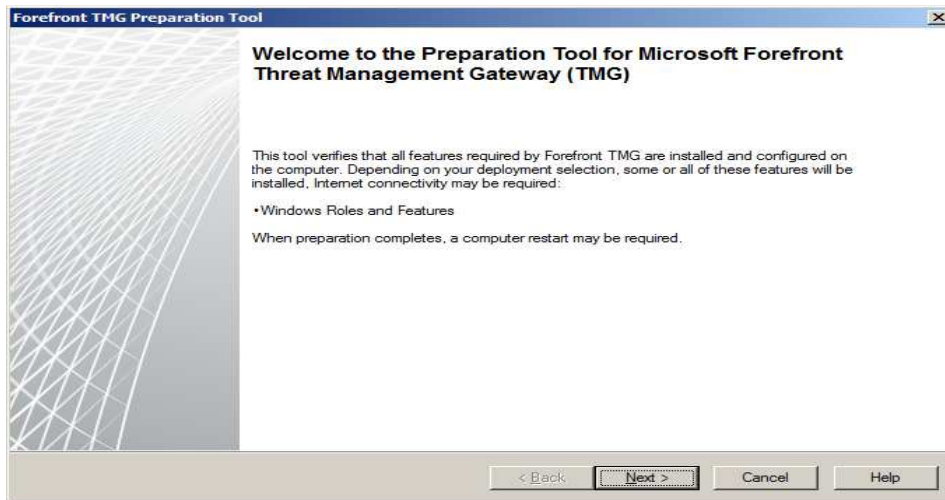 Forefront TMG Preparation Tool
Welcome to the Preparation Tool for Microsoft Forefront
Threat Management Gateway (TMG)
This tool verifies that all features required by Forefront TMG are installed and configured on
the computer. Depending on your deployment selection, some or all of these features will be
installed, Internet connectivity may be required:
•Windows Roles and Features
When preparation completes, a computer restart may be required.
< Back Next > Cancel Help